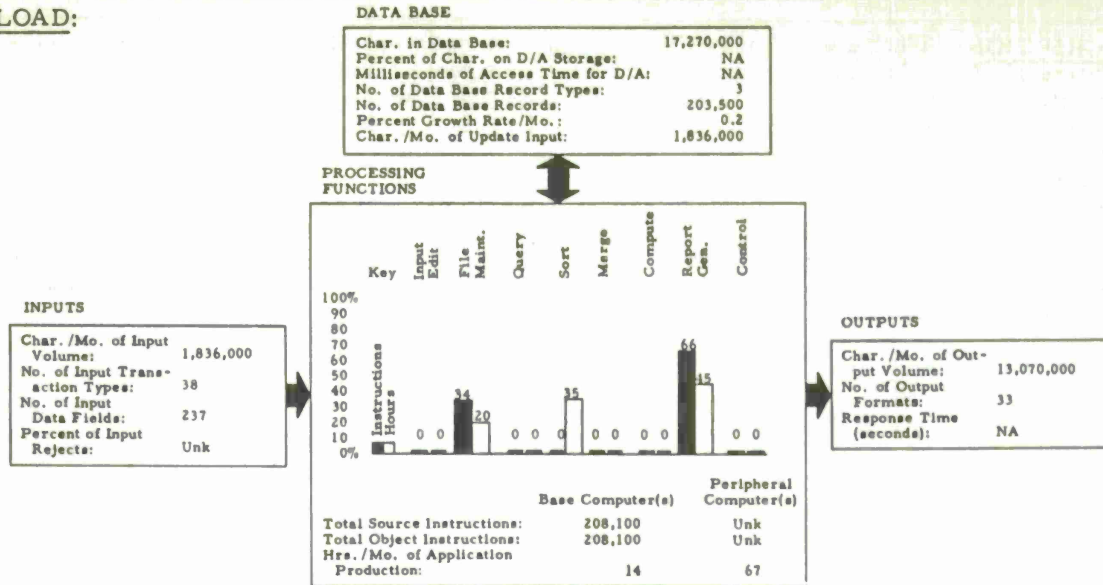 LOAD:
DATA BASE
Char. in Data Base: 17,270,000
Percent of Char. on D/A Storage: NA
Milliseconds of Access Time for D/A: NA
No. of Data Base Record Types: 3
No. of Data Base Records: 203,500
Percent Growth Rate/Mo.: 0.2
Char./Mo. of Update Input: 1,836,000
PROCESSING
FUNCTIONS
Key
Input
Edit
File
Maint.
Query
Sort
Merge
Compute
Report
Gen.
Control
100%
90
80
70
60
50
40
30
20
10
0%
Instructions
Hours
0 0 34 20 0 0 0 35 0 0 0 0 66 45 0 0
Base Computer(s)
Peripheral
Computer(s)
Total Source Instructions: 208,100 Unk
Total Object Instructions: 208,100 Unk
Hrs./Mo. of Application
Production: 14 67
INPUTS
Char./Mo. of Input
Volume: 1,836,000
No. of Input Trans-
action Types: 38
No. of Input
Data Fields: 237
Percent of Input
Rejects: Unk
OUTPUTS
Char./Mo. of Out-
put Volume: 13,070,000
No. of Output
Formats: 33
Response Time
(seconds): NA